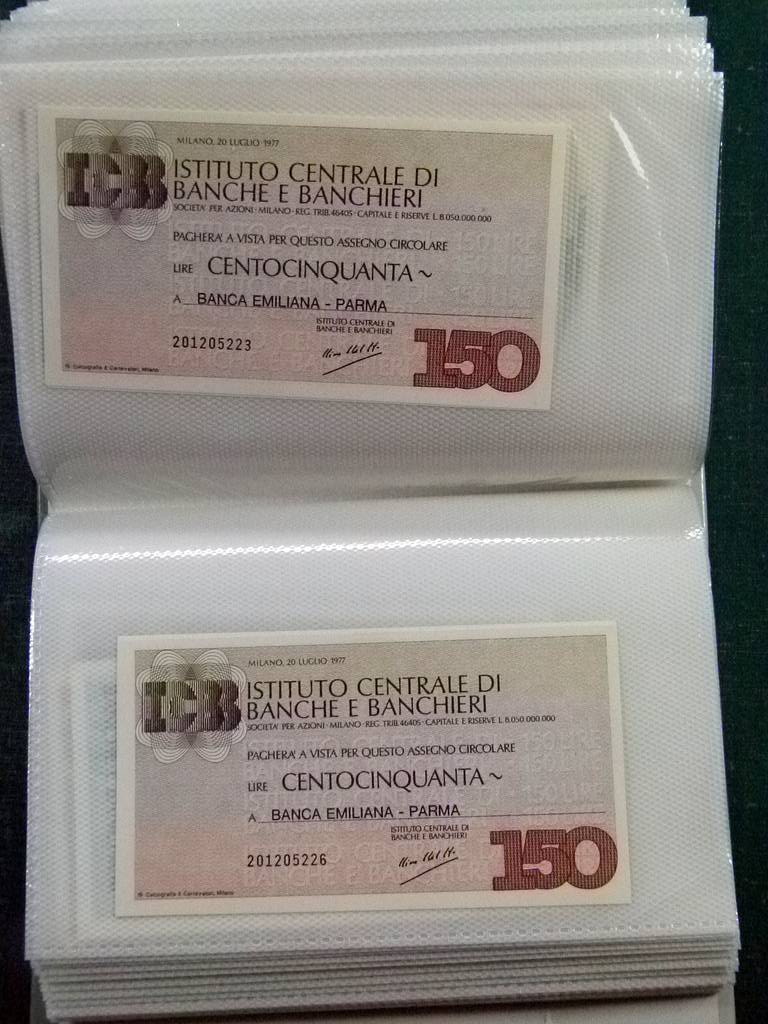 MILANO, 20 LUGLIO 1977
ICB
ISTITUTO CENTRALE DI
BANCHE E BANCHIERI
SOCIETA' PER AZIONI · MILANO · REG. TRIB. 46405 · CAPITALE E RISERVE L. 8.050.000.000
PAGHERA' A VISTA PER QUESTO ASSEGNO CIRCOLARE
LIRE CENTOCINQUANTA ~
A BANCA EMILIANA - PARMA
ISTITUTO CENTRALE DI
BANCHE E BANCHIERI
201205223
150
MILANO, 20 LUGLIO 1977
ICB
ISTITUTO CENTRALE DI
BANCHE E BANCHIERI
SOCIETA' PER AZIONI · MILANO · REG. TRIB. 46405 · CAPITALE E RISERVE L. 8.050.000.000
PAGHERA' A VISTA PER QUESTO ASSEGNO CIRCOLARE
LIRE CENTOCINQUANTA ~
A BANCA EMILIANA - PARMA
ISTITUTO CENTRALE DI
BANCHE E BANCHIERI
201205226
150